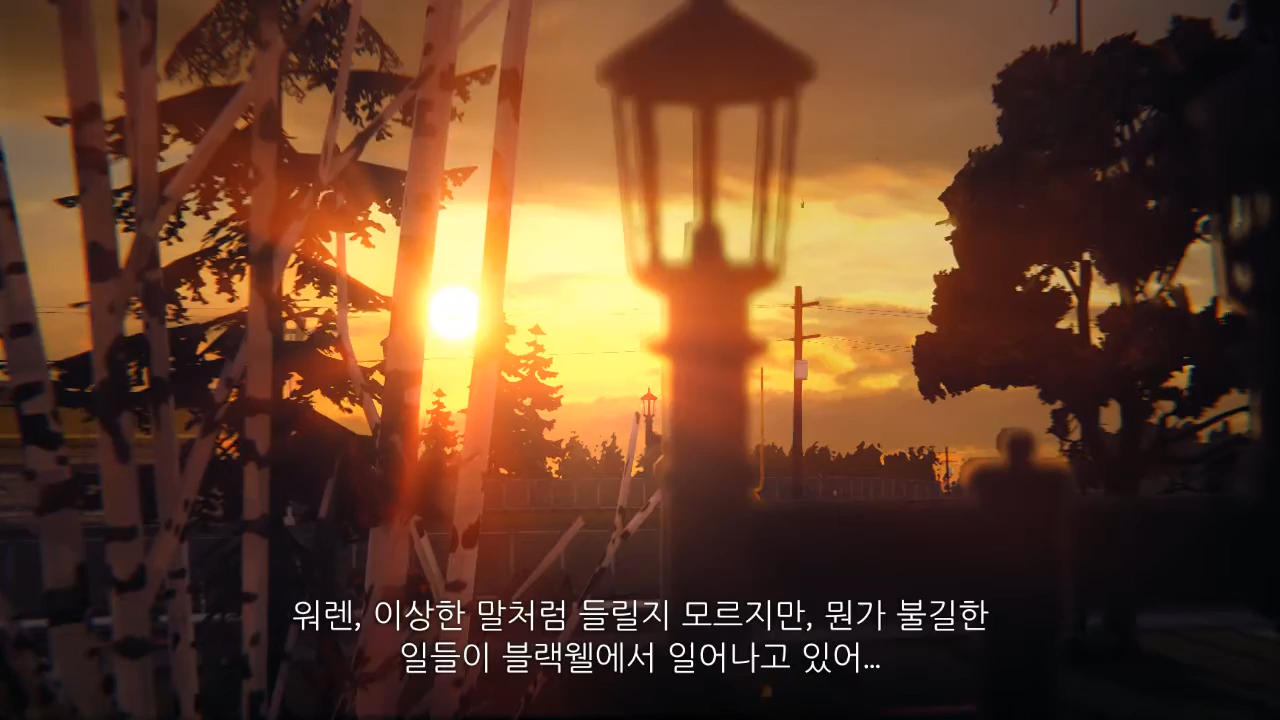 워렌, 이상한 말처럼 들릴지 모르지만, 뭔가 불길한
일들이 블랙웰에서 일어나고 있어...